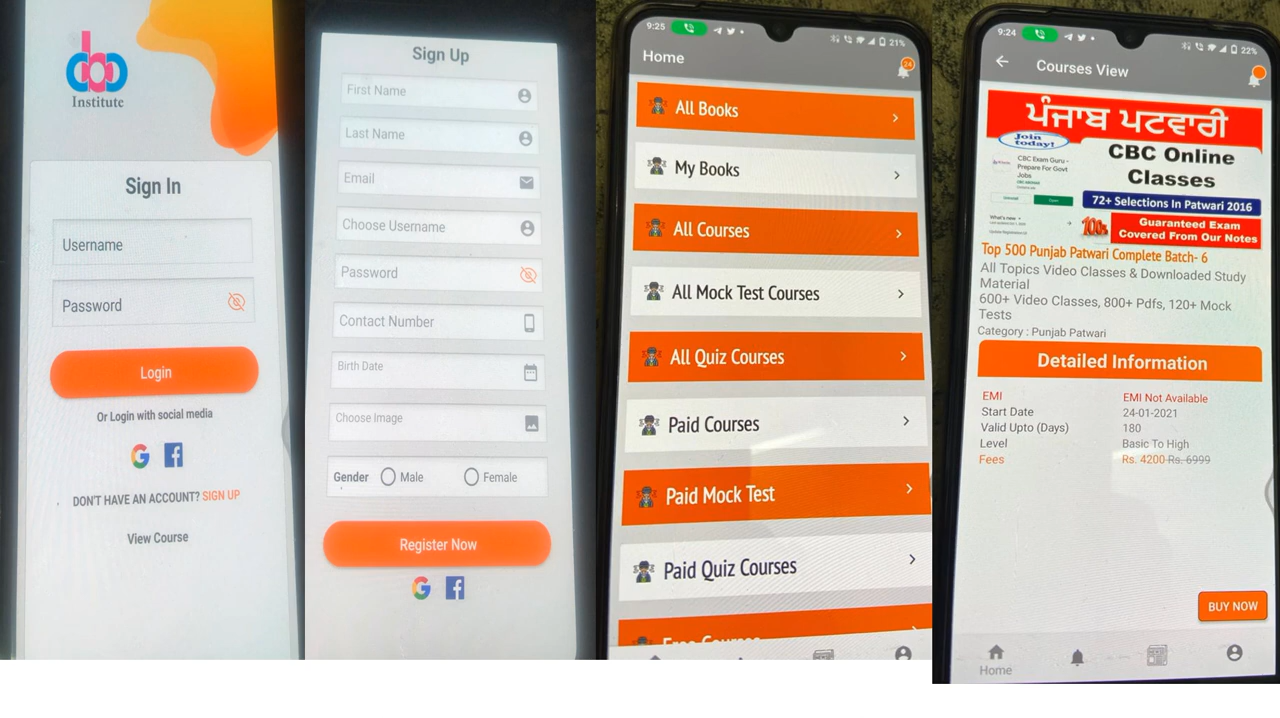 Institute
Sign In
Username
Password
Login
Or Login with social media
DON'T HAVE AN ACCOUNT? SIGN UP
View Course
Sign Up
First Name
Last Name
Email
Choose Username
Password
Contact Number
Birth Date
Choose Image
Gender Male Female
Register Now
9:25 21%
Home
24
All Books
My Books
All Courses
All Mock Test Courses
All Quiz Courses
Paid Courses
Paid Mock Test
Paid Quiz Courses
Free Courses
9:24 22%
Courses View
ਪੰਜਾਬ ਪਟਵਾਰੀ
Join today!
CBC Exam Guru -
Prepare For Govt
Jobs
CBC Online
Classes
Uninstall Open
72+ Selections In Patwari 2016
What's new
100%
Guaranteed Exam
Covered From Our Notes
Top 500 Punjab Patwari Complete Batch- 6
All Topics Video Classes & Downloaded Study
Material
600+ Video Classes, 800+ Pdfs, 120+ Mock
Tests
Category : Punjab Patwari
Detailed Information
EMI EMI Not Available
Start Date 24-01-2021
Valid Upto (Days) 180
Level Basic To High
Fees Rs. 4200 Rs. 6999
BUY NOW
Home